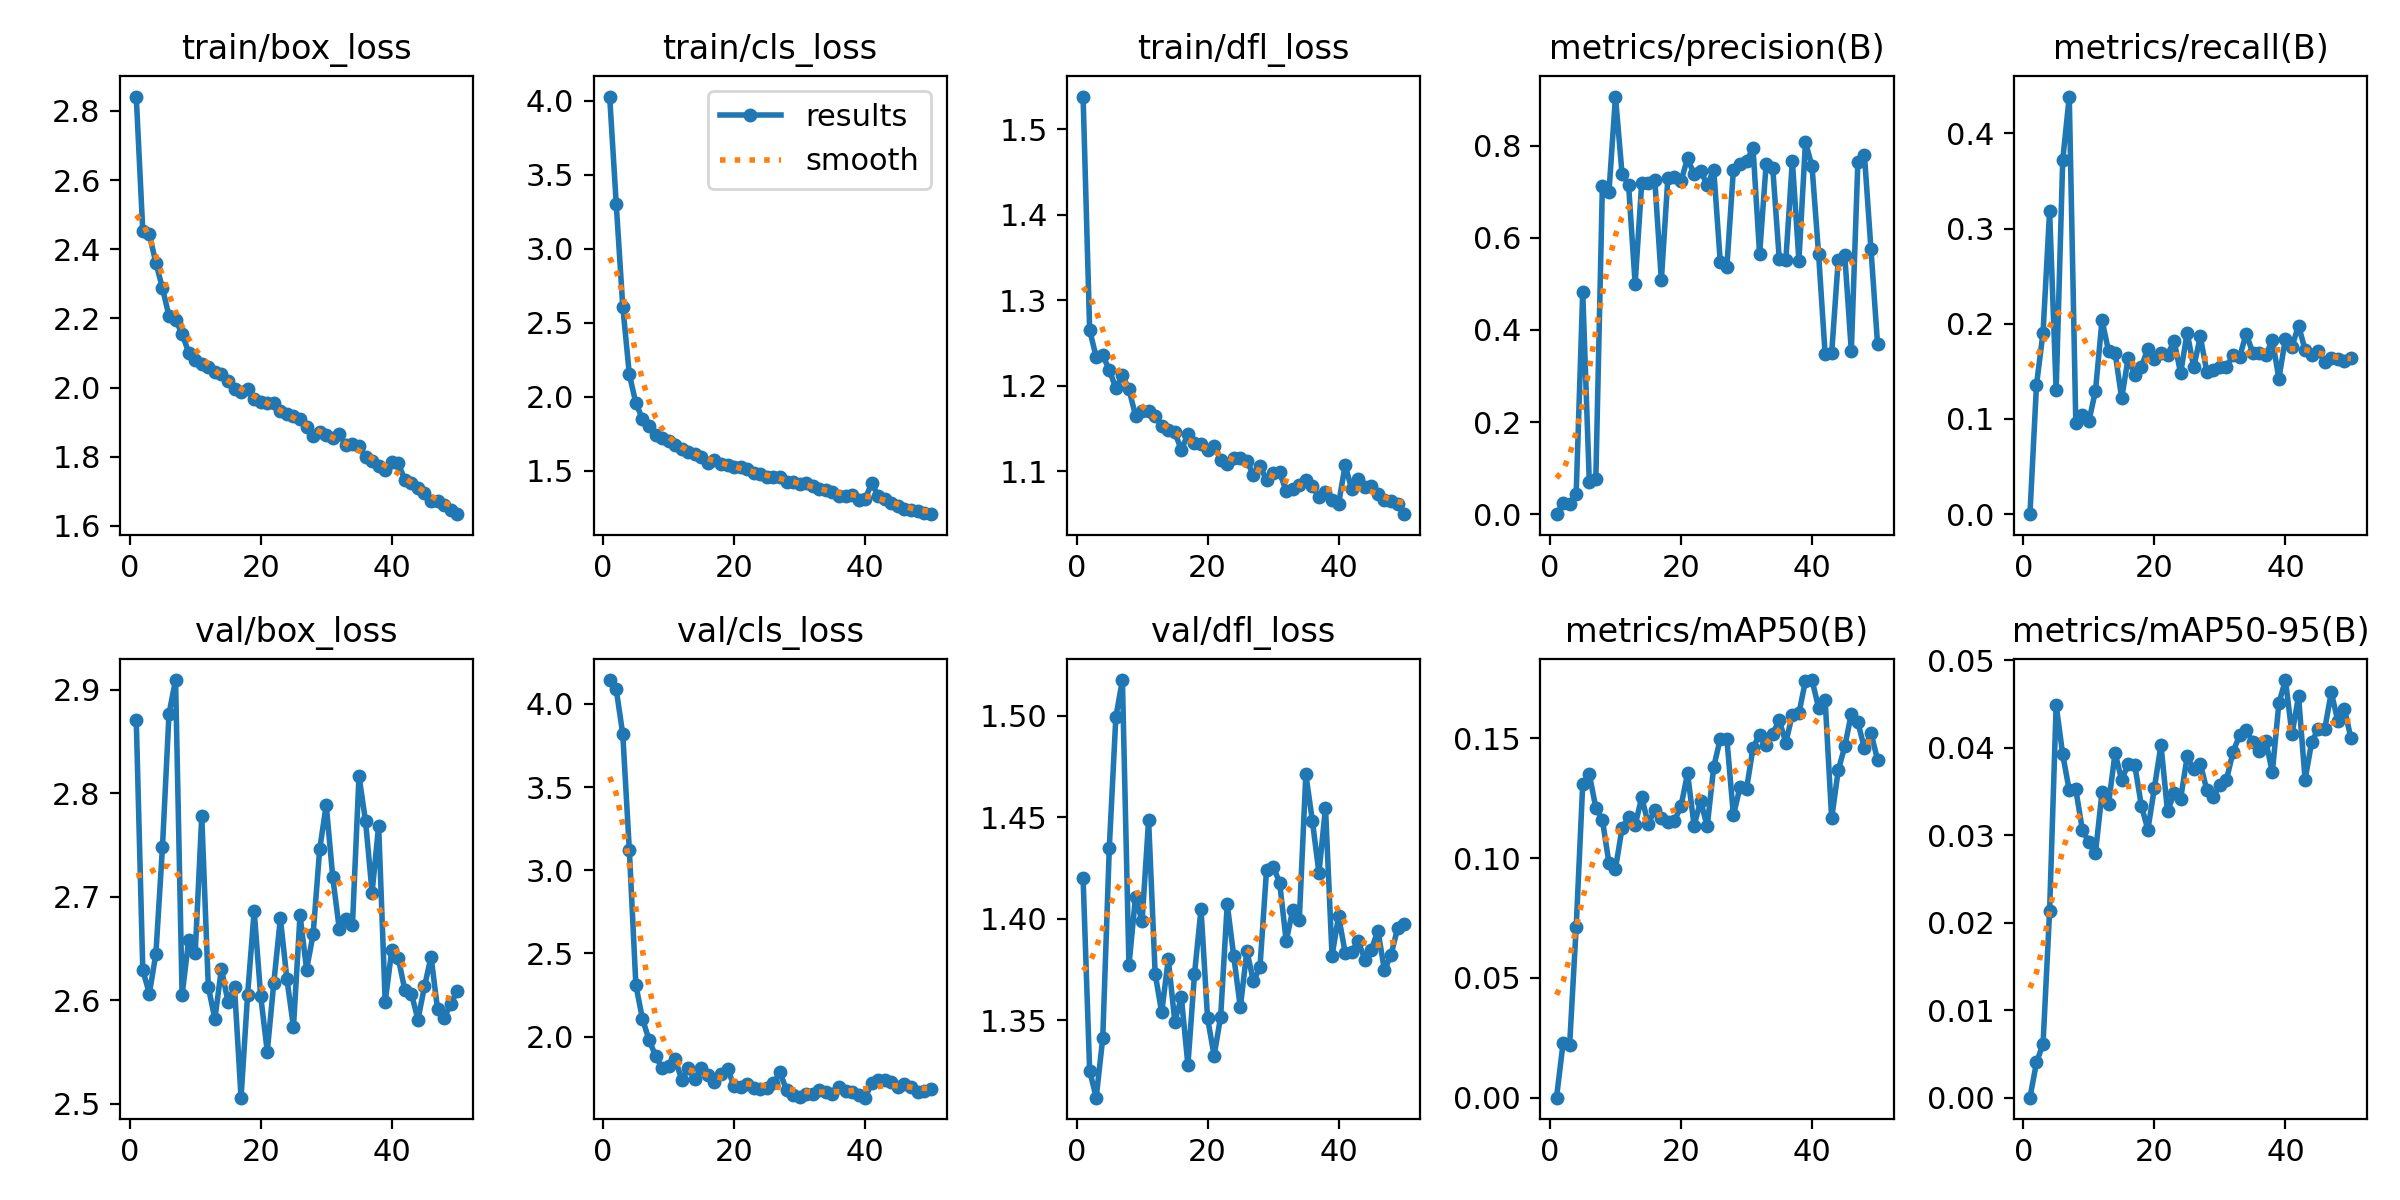 train/box_loss
2.8
2.6
2.4
2.2
2.0
1.8
1.6
0 20 40
train/cls_loss
results
smooth
4.0
3.5
3.0
2.5
2.0
1.5
0 20 40
train/dfl_loss
1.5
1.4
1.3
1.2
1.1
0 20 40
metrics/precision(B)
0.8
0.6
0.4
0.2
0.0
0 20 40
metrics/recall(B)
0.4
0.3
0.2
0.1
0.0
0 20 40
val/box_loss
2.9
2.8
2.7
2.6
2.5
0 20 40
val/cls_loss
4.0
3.5
3.0
2.5
2.0
0 20 40
val/dfl_loss
1.50
1.45
1.40
1.35
0 20 40
metrics/mAP50(B)
0.15
0.10
0.05
0.00
0 20 40
metrics/mAP50-95(B)
0.05
0.04
0.03
0.02
0.01
0.00
0 20 40